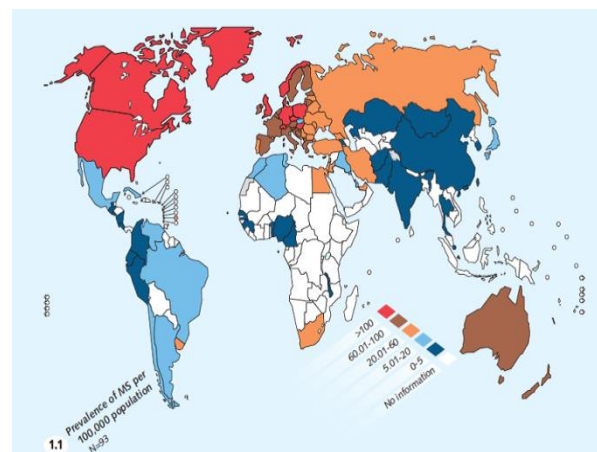 >100
60.01-100
20.01-60
5.01-20
0-5
No information
1.1 Prevalence of MS per
100,000 population
N=93